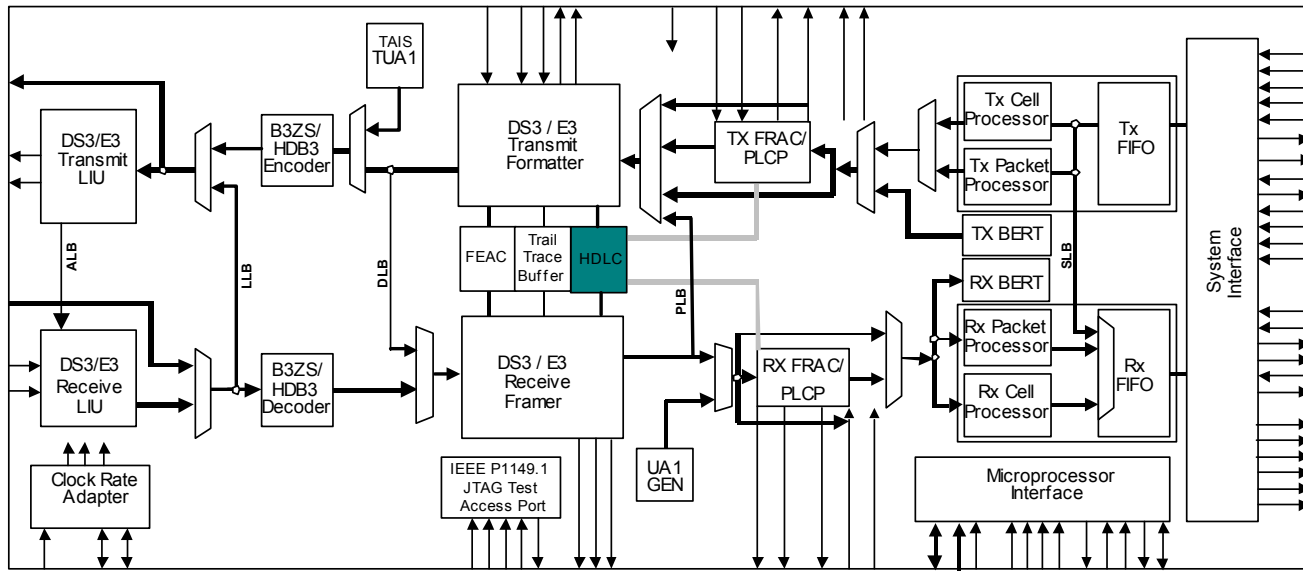 TAIS
TUA1
DS3/E3
Transmit
LIU
B3ZS/
HDB3
Encoder
DS3 / E3
Transmit
Formatter
TX FRAC/
PLCP
Tx Cell
Processor
Tx Packet
Processor
Tx
FIFO
TX BERT
RX BERT
System
Interface
ALB
LLB
DLB
PLB
SLB
FEAC
Trail
Trace
Buffer
HDLC
DS3/E3
Receive
LIU
B3ZS/
HDB3
Decoder
DS3 / E3
Receive
Framer
RX FRAC/
PLCP
Rx Packet
Processor
Rx Cell
Processor
Rx
FIFO
UA1
GEN
Clock Rate
Adapter
IEEE P1149.1
JTAG Test
Access Port
Microprocessor
Interface